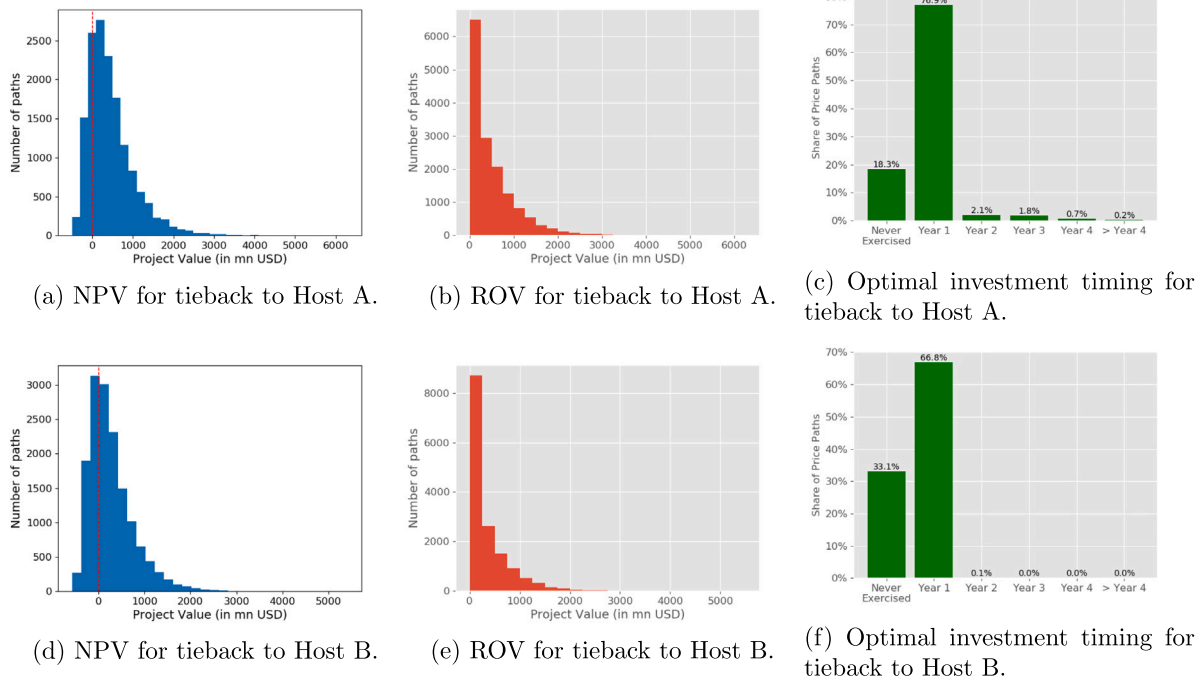 2500
2000
1500
1000
500
0
Number of paths
0 1000 2000 3000 4000 5000 6000
Project Value (in mn USD)
(a) NPV for tieback to Host A.
6000
5000
4000
3000
2000
1000
0
Number of paths
0 1000 2000 3000 4000 5000 6000
Project Value (in mn USD)
(b) ROV for tieback to Host A.
70%
60%
50%
40%
30%
20%
10%
0%
Share of Price Paths
18.3%
76.9%
2.1%
1.8%
0.7%
0.2%
Never Year 1 Year 2 Year 3 Year 4 > Year 4
Exercised
(c) Optimal investment timing for
tieback to Host A.
3000
2500
2000
1500
1000
500
0
Number of paths
0 1000 2000 3000 4000 5000
Project Value (in mn USD)
(d) NPV for tieback to Host B.
8000
6000
4000
2000
0
Number of paths
0 1000 2000 3000 4000 5000
Project Value (in mn USD)
(e) ROV for tieback to Host B.
70%
60%
50%
40%
30%
20%
10%
0%
Share of Price Paths
33.1%
66.8%
0.1%
0.0%
0.0%
0.0%
Never Year 1 Year 2 Year 3 Year 4 > Year 4
Exercised
(f) Optimal investment timing for
tieback to Host B.